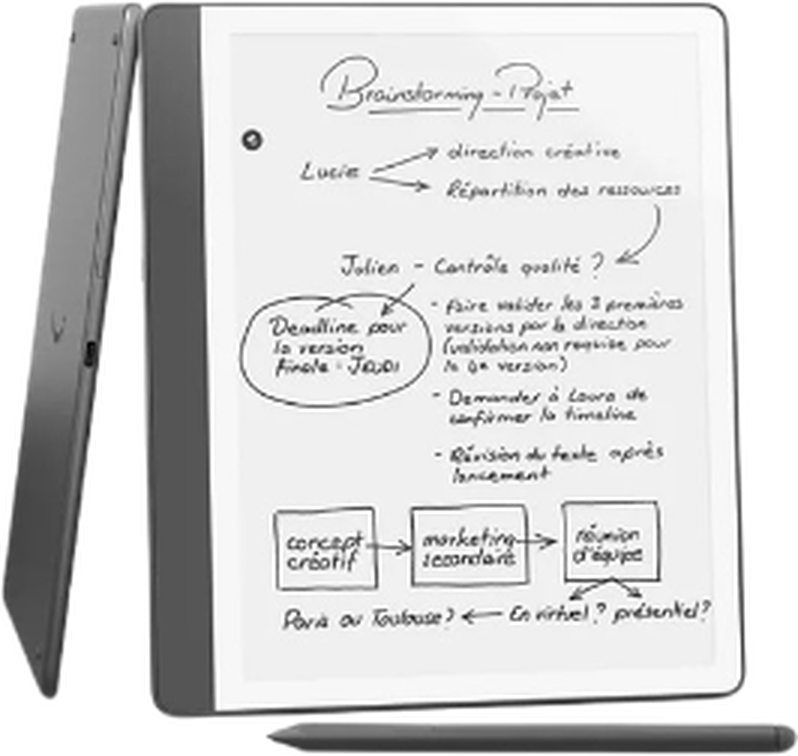 Brainstorming - Projet
Lucie
direction créative
Répartition des ressources
Julien - Contrôle qualité ?
Deadline pour
la version
finale : JEUDI
- Faire valider les 3 premières
versions par la direction
(validation non requise pour
la 4e version)
- Demander à Laura de
confirmer la timeline
- Révision du texte après
lancement
concept
créatif
marketing
secondaire
réunion
d'équipe
Paris ou Toulouse ?
En virtuel ? présentiel ?